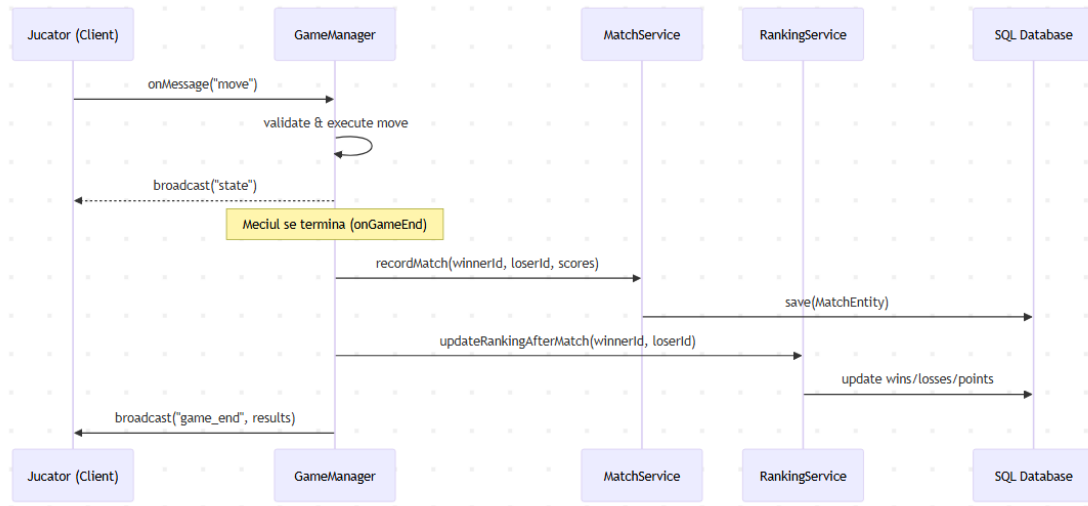 Jucator (Client)
GameManager
MatchService
RankingService
SQL Database
onMessage("move")
validate & execute move
broadcast("state")
Meciul se termina (onGameEnd)
recordMatch(winnerId, loserId, scores)
save(MatchEntity)
updateRankingAfterMatch(winnerId, loserId)
update wins/losses/points
broadcast("game_end", results)
Jucator (Client)
GameManager
MatchService
RankingService
SQL Database